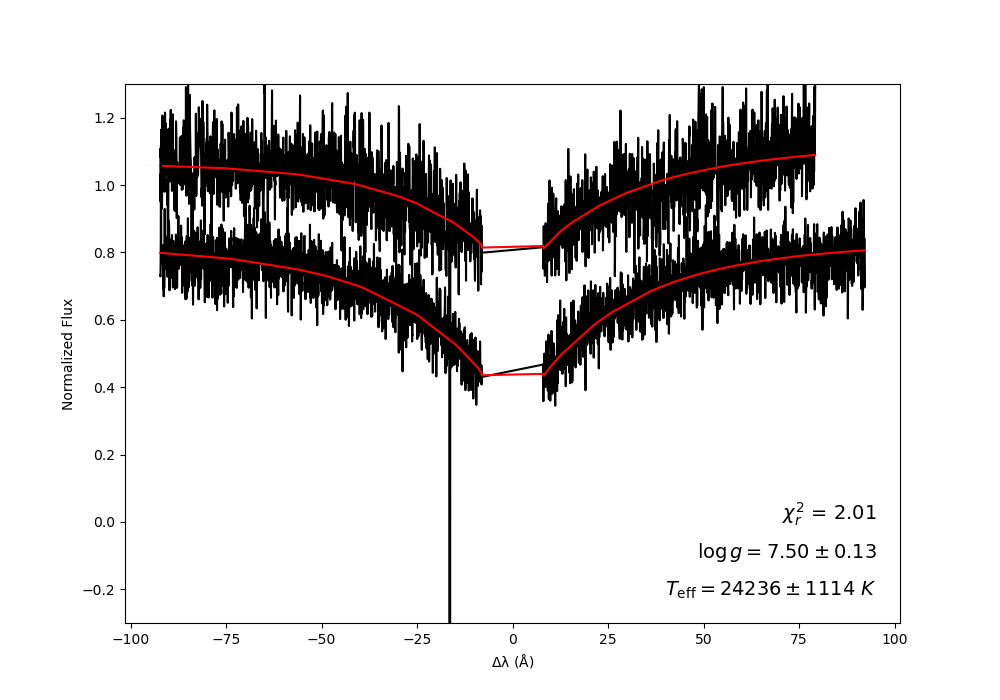 1.2
1.0
0.8
0.6
0.4
0.2
0.0
−0.2
Normalized Flux
χ²ᵣ = 2.01
log g = 7.50 ± 0.13
T_eff = 24236 ± 1114 K
−100 −75 −50 −25 0 25 50 75 100
Δλ (Å)